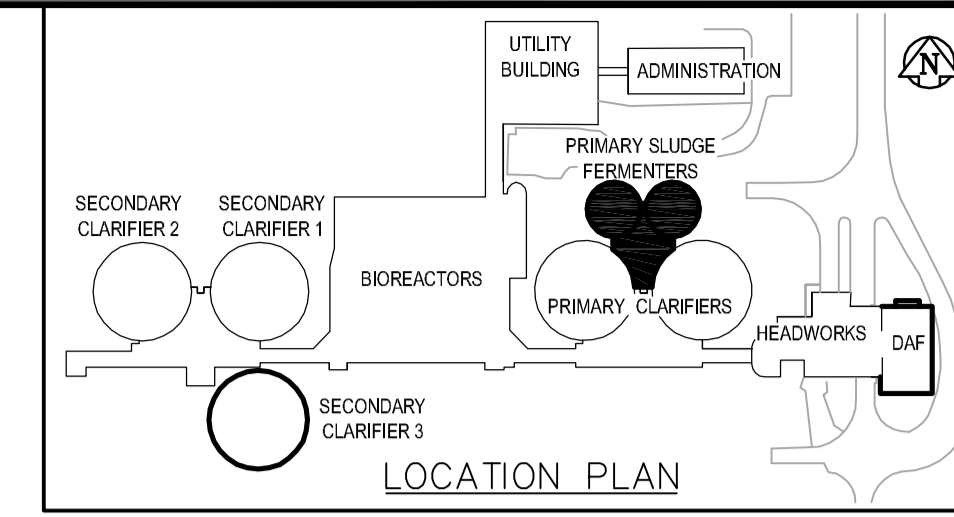 UTILITY
BUILDING
ADMINISTRATION
N
PRIMARY SLUDGE
FERMENTERS
SECONDARY
CLARIFIER 2
SECONDARY
CLARIFIER 1
BIOREACTORS
PRIMARY CLARIFIERS
HEADWORKS
DAF
SECONDARY
CLARIFIER 3
LOCATION PLAN